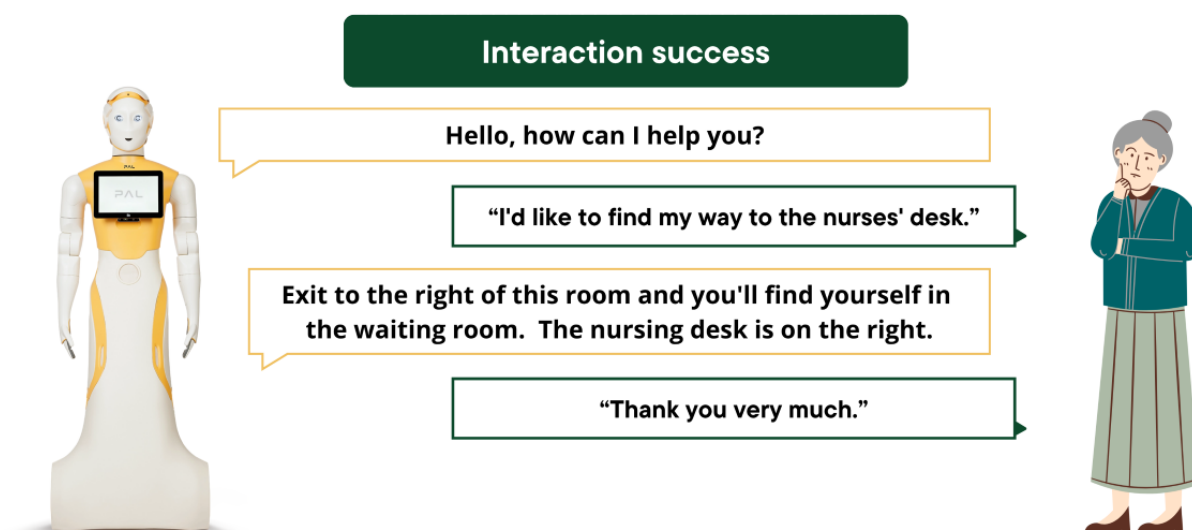 Interaction success
Hello, how can I help you?
“I'd like to find my way to the nurses' desk.”
Exit to the right of this room and you'll find yourself in
the waiting room.  The nursing desk is on the right.
“Thank you very much.”
PAL
PAL